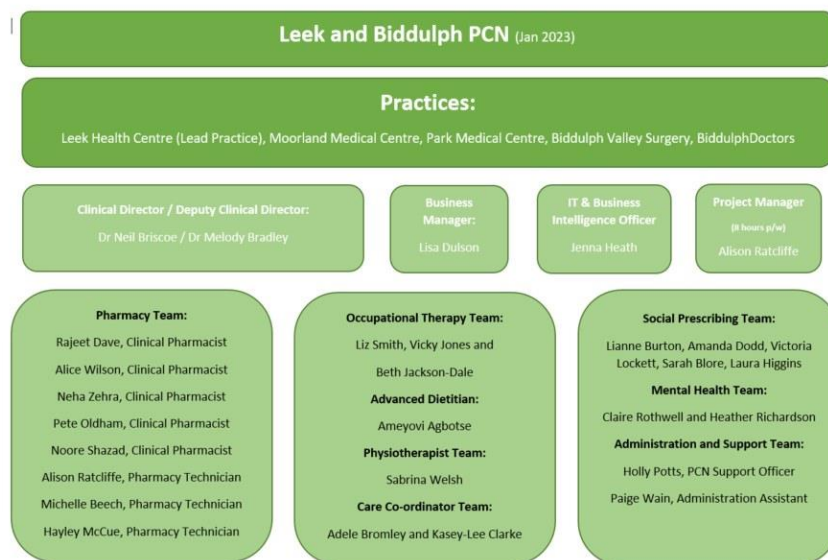 Leek and Biddulph PCN (Jan 2023)
Practices:
Leek Health Centre (Lead Practice), Moorland Medical Centre, Park Medical Centre, Biddulph Valley Surgery, BiddulphDoctors
Clinical Director / Deputy Clinical Director:
Dr Neil Briscoe / Dr Melody Bradley
Business
Manager:
Lisa Dulson
IT & Business
Intelligence Officer
Jenna Heath
Project Manager
(8 hours p/w)
Alison Ratcliffe
Pharmacy Team:
Rajeet Dave, Clinical Pharmacist
Alice Wilson, Clinical Pharmacist
Neha Zehra, Clinical Pharmacist
Pete Oldham, Clinical Pharmacist
Noore Shazad, Clinical Pharmacist
Alison Ratcliffe, Pharmacy Technician
Michelle Beech, Pharmacy Technician
Hayley McCue, Pharmacy Technician
Occupational Therapy Team:
Liz Smith, Vicky Jones and
Beth Jackson-Dale
Advanced Dietitian:
Ameyovi Agbotse
Physiotherapist Team:
Sabrina Welsh
Care Co-ordinator Team:
Adele Bromley and Kasey-Lee Clarke
Social Prescribing Team:
Lianne Burton, Amanda Dodd, Victoria
Lockett, Sarah Blore, Laura Higgins
Mental Health Team:
Claire Rothwell and Heather Richardson
Administration and Support Team:
Holly Potts, PCN Support Officer
Paige Wain, Administration Assistant